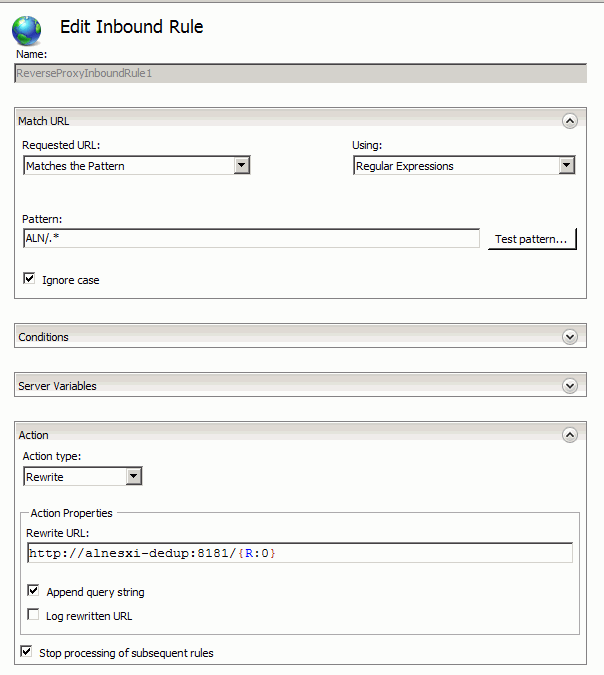 Edit Inbound Rule
Name:
ReverseProxyInboundRule1
Match URL
Requested URL: Using:
Matches the Pattern Regular Expressions
Pattern:
ALN/.*
Test pattern...
Ignore case
Conditions
Server Variables
Action
Action type:
Rewrite
Action Properties
Rewrite URL:
http://alnesxi-dedup:8181/{R:0}
Append query string
Log rewritten URL
Stop processing of subsequent rules